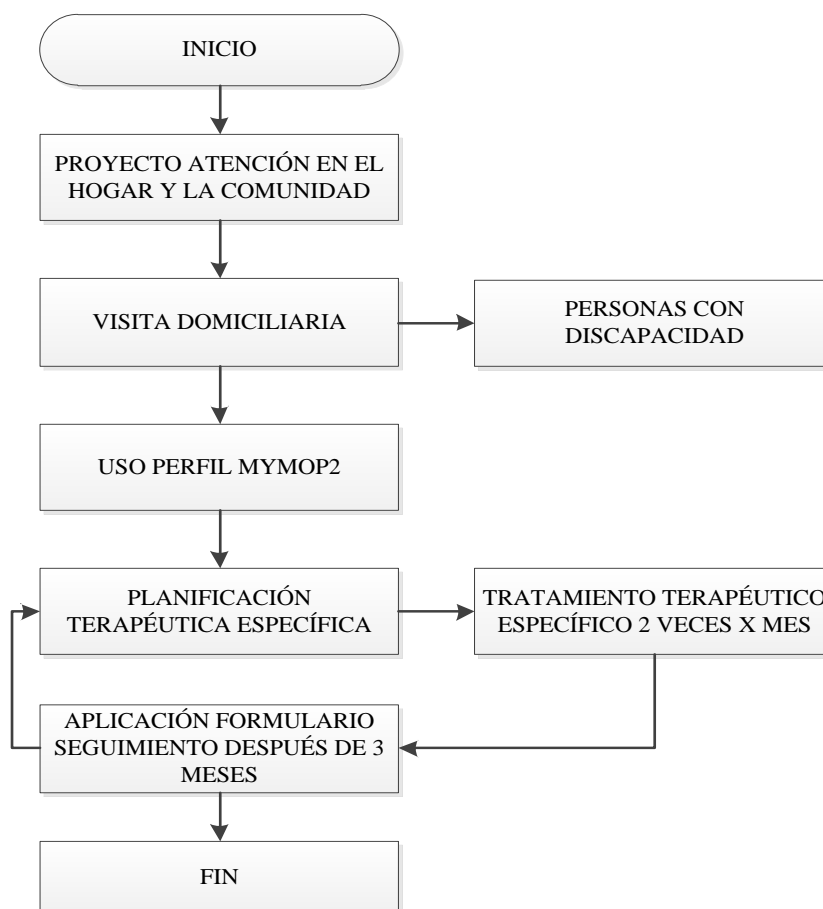 INICIO
PROYECTO ATENCIÓN EN EL
HOGAR Y LA COMUNIDAD
VISITA DOMICILIARIA
PERSONAS CON
DISCAPACIDAD
USO PERFIL MYMOP2
PLANIFICACIÓN
TERAPÉUTICA ESPECÍFICA
TRATAMIENTO TERAPÉUTICO
ESPECÍFICO 2 VECES X MES
APLICACIÓN FORMULARIO
SEGUIMIENTO DESPUÉS DE 3
MESES
FIN